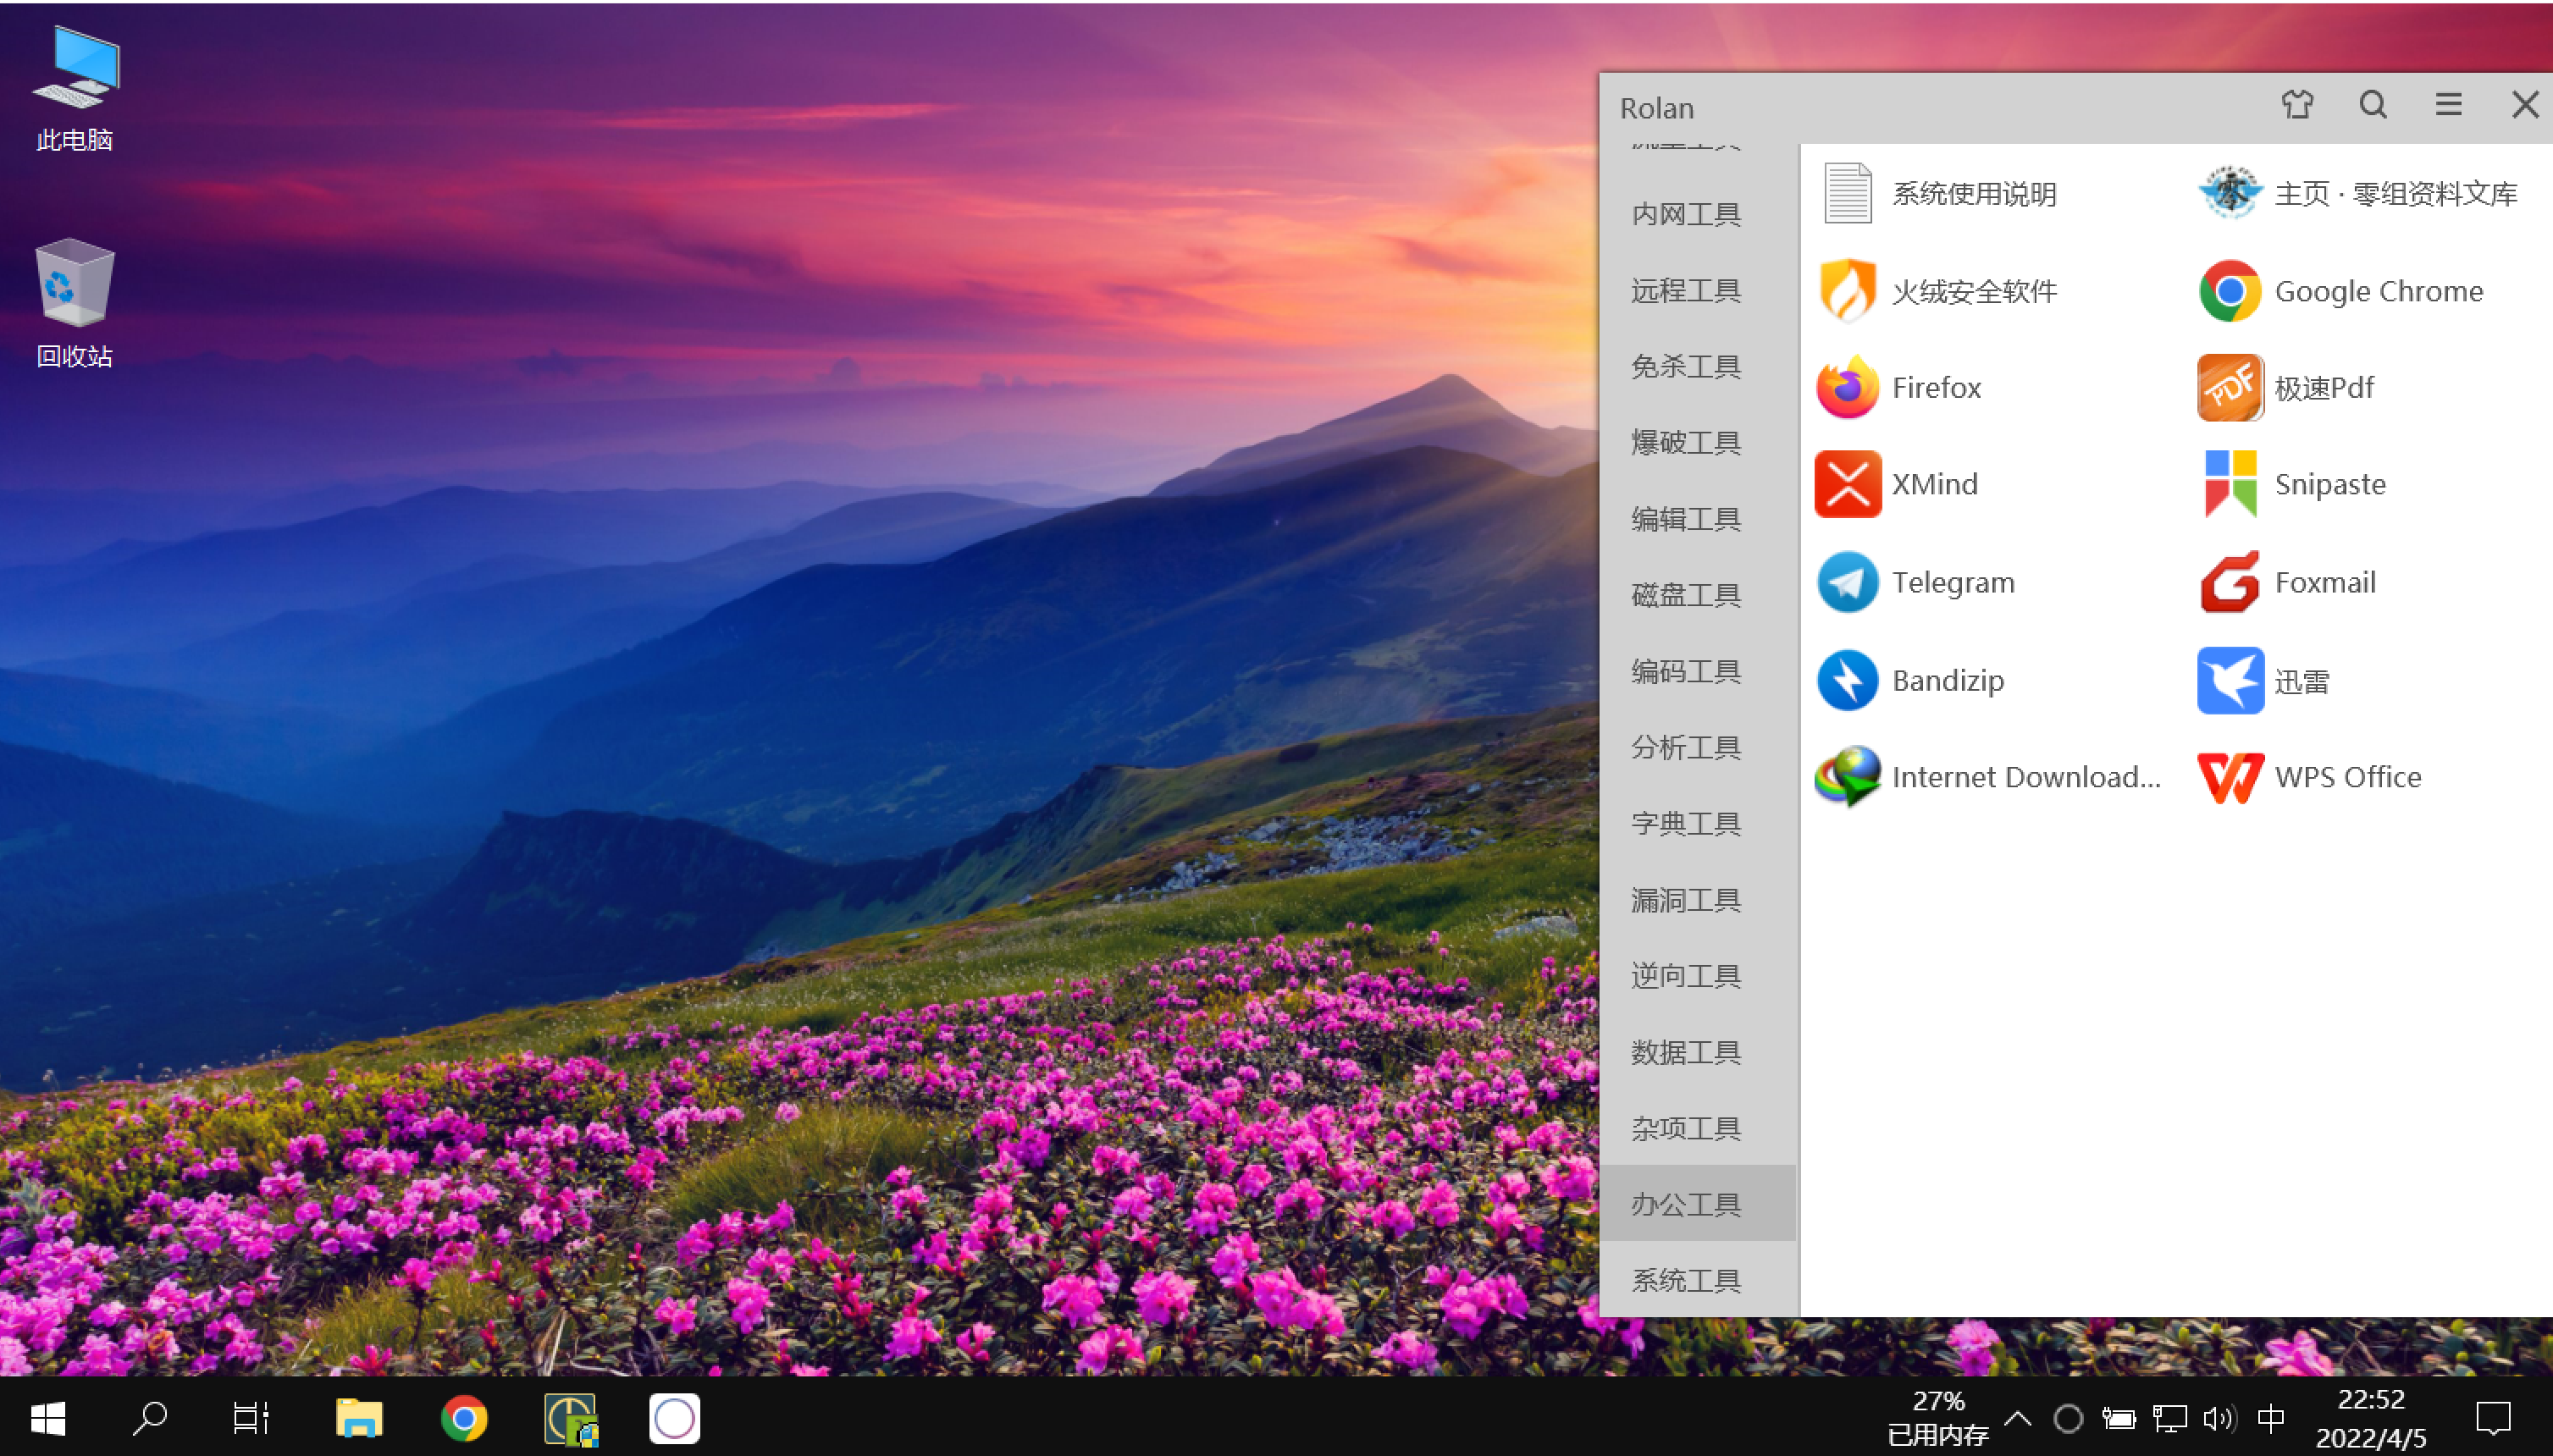 此电脑
回收站
Rolan
内网工具
远程工具
免杀工具
爆破工具
编辑工具
磁盘工具
编码工具
分析工具
字典工具
漏洞工具
逆向工具
数据工具
杂项工具
办公工具
系统工具
系统使用说明
主页 · 零组资料文库
火绒安全软件
Google Chrome
Firefox
PDF
极速Pdf
XMind
Snipaste
Telegram
Foxmail
Bandizip
迅雷
Internet Download...
WPS Office
27%
已用内存
中
22:52
2022/4/5